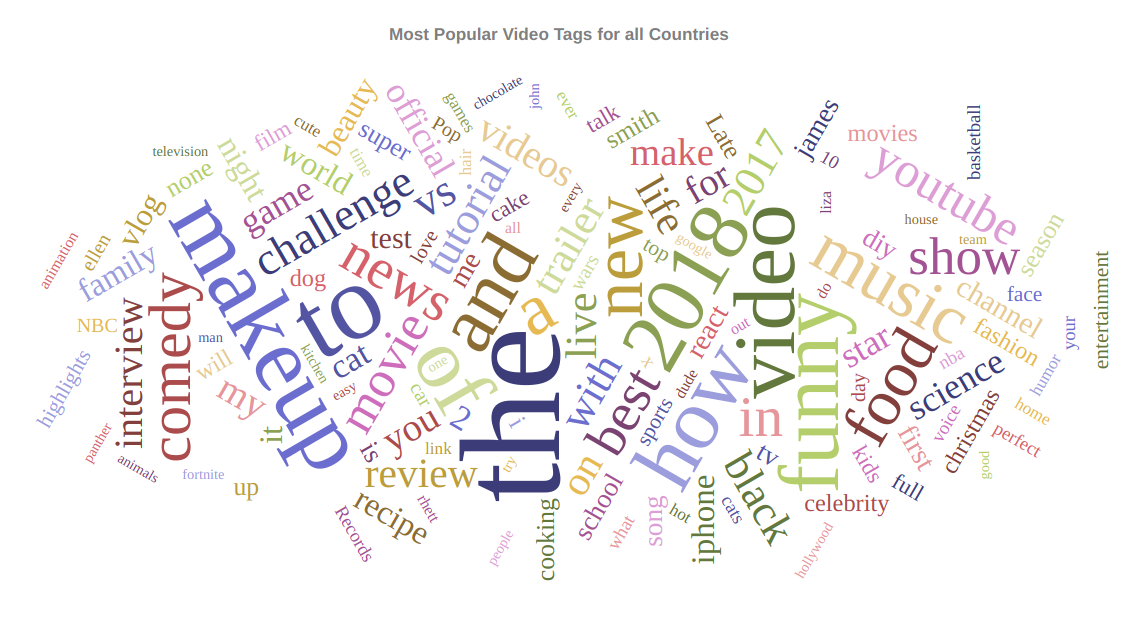 Most Popular Video Tags for all Countries
chocolate
john
games
ever
beauty
official
Pop
super
cute
film
world
time
night
television
none
hair
videos
talk
smith
make
Late
2017
james
10
movies
youtube
basketball
vlog
ellen
animation
family
game
challenge
vs
tutorial
cake
every
all
love
me
test
dog
news
and
trailer
wars
life
for
new
top
google
2018
video
liza
house
diy
team
show
season
music
do
channel
face
fashion
your
entertainment
makeup
comedy
interview
NBC
highlights
man
will
my
kitchen
to
cat
easy
movie
of
one
car
a
the
live
x
react
out
with
best
dude
how
sports
in
funny
star
day
food
nba
science
humor
home
perfect
voice
christmas
good
first
kids
full
celebrity
panther
animals
fortnite
it
up
is
you
2
i
link
review
try
recipe
rhett
Records
people
cooking
on
school
what
song
hot
iphone
cats
tv
black
hollywood